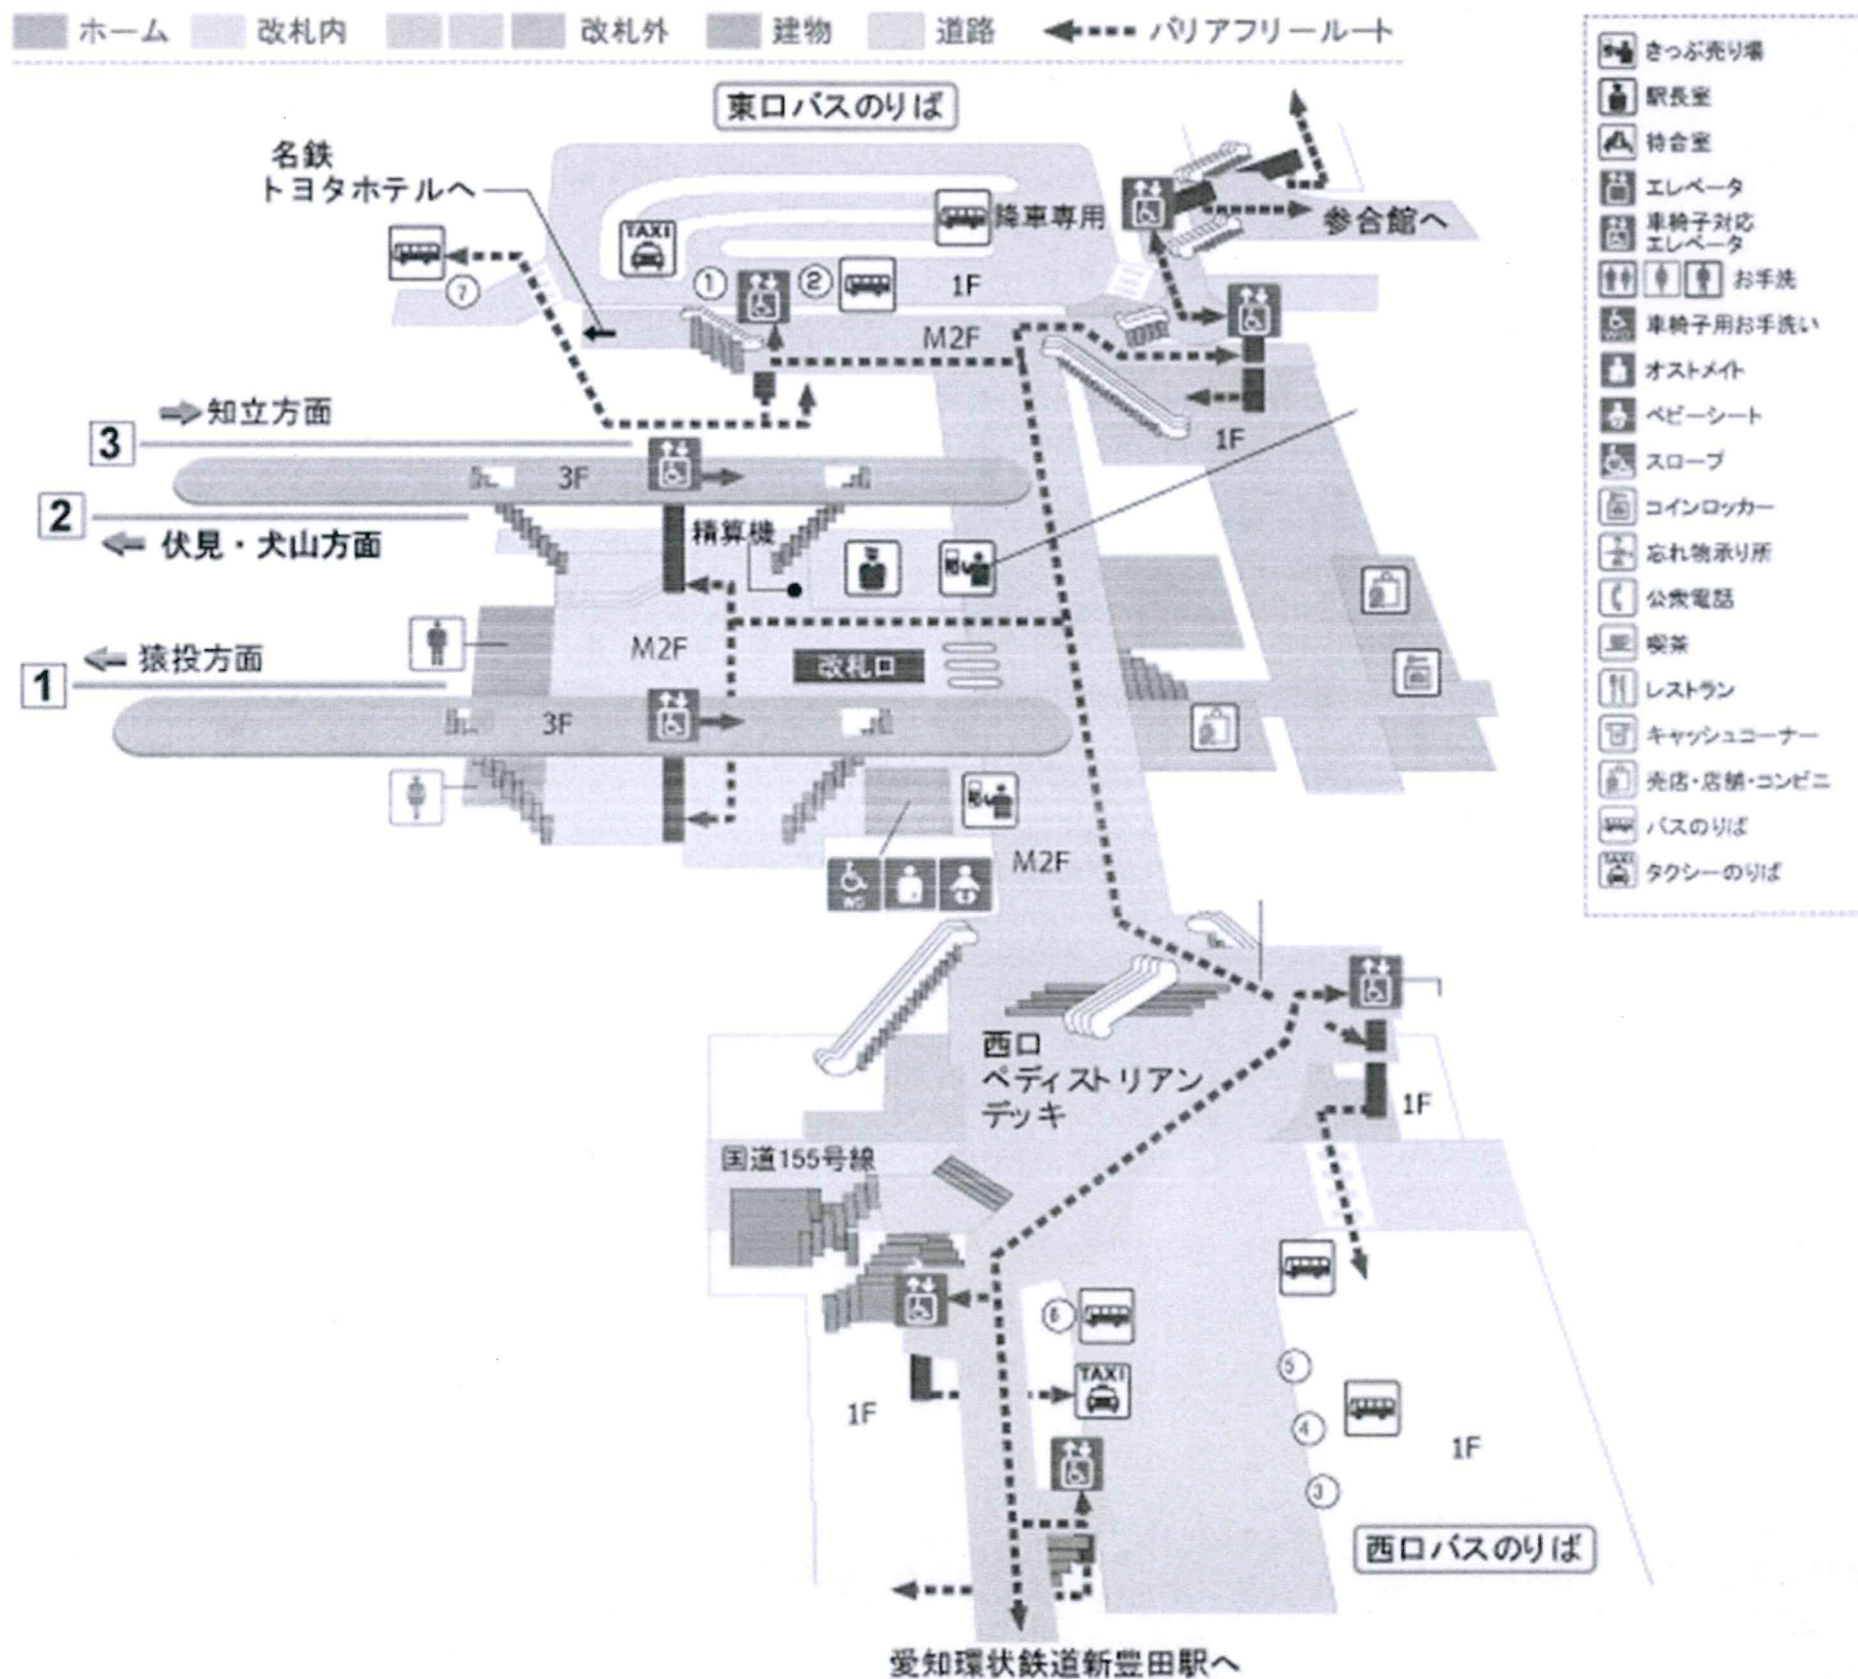 ホーム 改札内 改札外 建物 道路 バリアフリールート
東口バスのりば
名鉄
トヨタホテルへ
TAXI
降車専用
参合館へ
7
1
2
1F
M2F
1F
3
知立方面
3F
2
伏見・犬山方面
精算機
M2F
改札口
1
猿投方面
3F
WC
M2F
西口
ペディストリアン
デッキ
1F
国道155号線
6
TAXI
5
4
3
1F
1F
西口バスのりば
愛知環状鉄道新豊田駅へ
きっぷ売り場
駅長室
待合室
エレベータ
車椅子対応
エレベータ
お手洗
車椅子用お手洗い
オストメイト
ベビーシート
スロープ
コインロッカー
忘れ物承り所
公衆電話
喫茶
レストラン
キャッシュコーナー
売店・店舗・コンビニ
バスのりば
TAXI
タクシーのりば